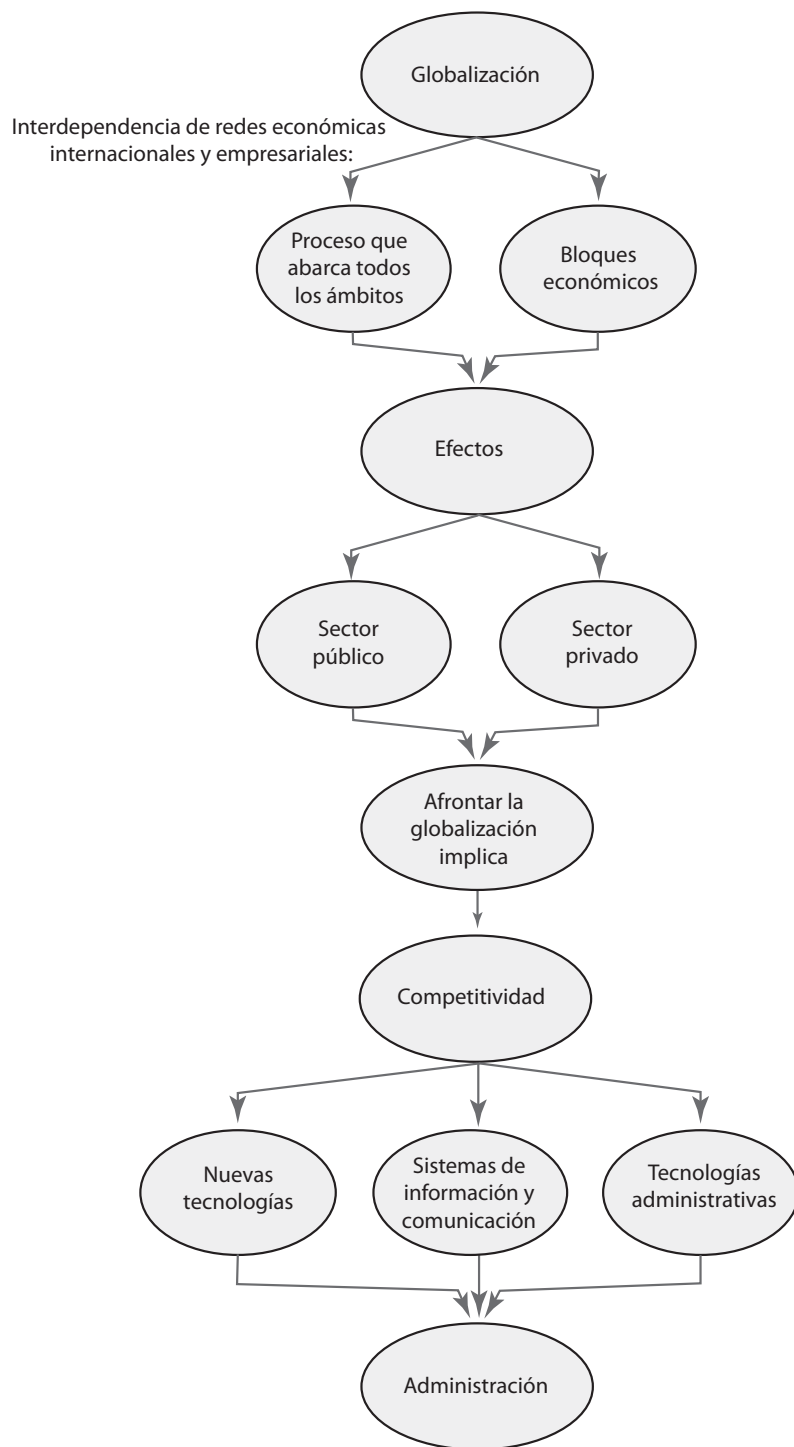 Globalización
Interdependencia de redes económicas
internacionales y empresariales:
Proceso que
abarca todos
los ámbitos
Bloques
económicos
Efectos
Sector
público
Sector
privado
Afrontar la
globalización
implica
Competitividad
Nuevas
tecnologías
Sistemas de
información y
comunicación
Tecnologías
administrativas
Administración